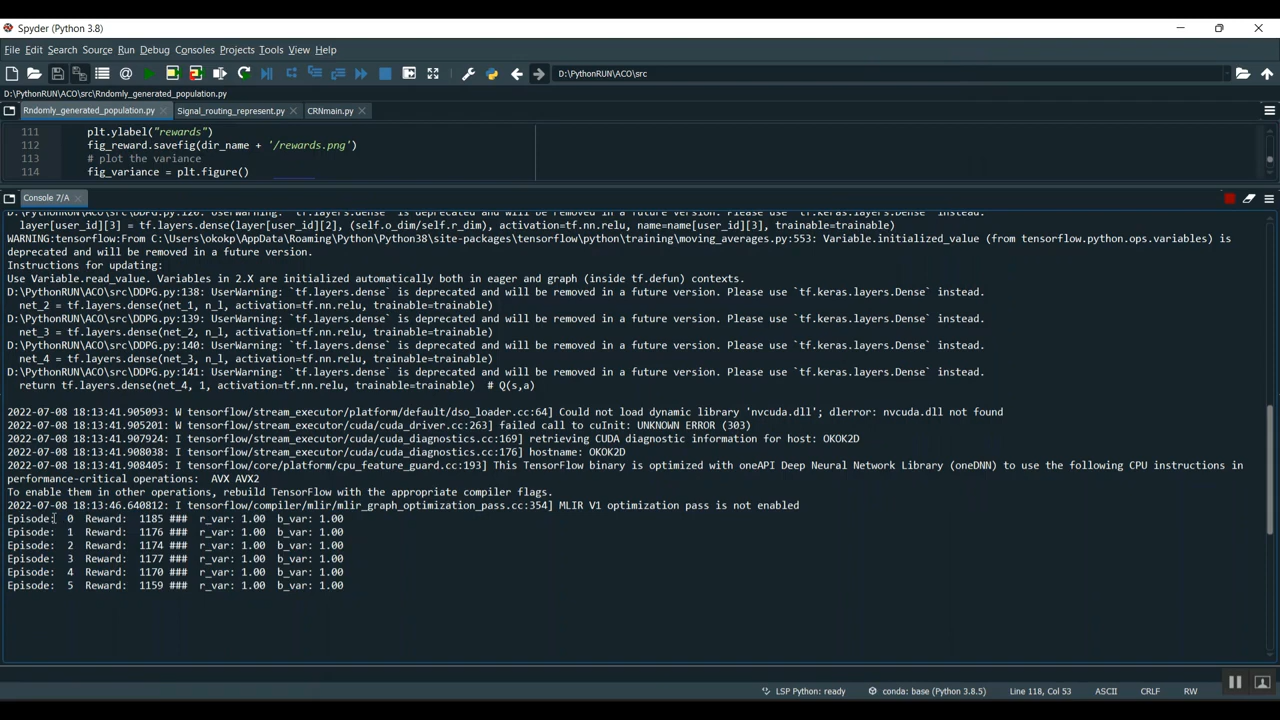 Spyder (Python 3.8)
File Edit Search Source Run Debug Consoles Projects Tools View Help
D:\PythonRUN\ACO\src
D:\PythonRUN\ACO\src\Rndomly_generated_population.py
Rndomly_generated_population.py Signal_routing_represent.py CRNmain.py
111 plt.ylabel("rewards")
112 fig_reward.savefig(dir_name + '/rewards.png')
113 # plot the variance
114 fig_variance = plt.figure()
Console 7/A
D:\PythonRUN\ACO\src\DDPG.py:120: UserWarning: `tf.layers.dense` is deprecated and will be removed in a future version. Please use `tf.keras.layers.Dense` instead.
layer[user_id][3] = tf.layers.dense(layer[user_id][2], (self.o_dim/self.r_dim), activation=tf.nn.relu, name=name[user_id][3], trainable=trainable)
WARNING:tensorflow:From C:\Users\okokp\AppData\Roaming\Python\Python38\site-packages\tensorflow\python\training\moving_averages.py:553: Variable.initialized_value (from tensorflow.python.ops.variables) is
deprecated and will be removed in a future version.
Instructions for updating:
Use Variable.read_value. Variables in 2.X are initialized automatically both in eager and graph (inside tf.defun) contexts.
D:\PythonRUN\ACO\src\DDPG.py:138: UserWarning: `tf.layers.dense` is deprecated and will be removed in a future version. Please use `tf.keras.layers.Dense` instead.
net_2 = tf.layers.dense(net_1, n_l, activation=tf.nn.relu, trainable=trainable)
D:\PythonRUN\ACO\src\DDPG.py:139: UserWarning: `tf.layers.dense` is deprecated and will be removed in a future version. Please use `tf.keras.layers.Dense` instead.
net_3 = tf.layers.dense(net_2, n_l, activation=tf.nn.relu, trainable=trainable)
D:\PythonRUN\ACO\src\DDPG.py:140: UserWarning: `tf.layers.dense` is deprecated and will be removed in a future version. Please use `tf.keras.layers.Dense` instead.
net_4 = tf.layers.dense(net_3, n_l, activation=tf.nn.relu, trainable=trainable)
D:\PythonRUN\ACO\src\DDPG.py:141: UserWarning: `tf.layers.dense` is deprecated and will be removed in a future version. Please use `tf.keras.layers.Dense` instead.
return tf.layers.dense(net_4, 1, activation=tf.nn.relu, trainable=trainable) # Q(s,a)
2022-07-08 18:13:41.905093: W tensorflow/stream_executor/platform/default/dso_loader.cc:64] Could not load dynamic library 'nvcuda.dll'; dlerror: nvcuda.dll not found
2022-07-08 18:13:41.905201: W tensorflow/stream_executor/cuda/cuda_driver.cc:263] failed call to cuInit: UNKNOWN ERROR (303)
2022-07-08 18:13:41.907924: I tensorflow/stream_executor/cuda/cuda_diagnostics.cc:169] retrieving CUDA diagnostic information for host: OKOK2D
2022-07-08 18:13:41.908038: I tensorflow/stream_executor/cuda/cuda_diagnostics.cc:176] hostname: OKOK2D
2022-07-08 18:13:41.908405: I tensorflow/core/platform/cpu_feature_guard.cc:193] This TensorFlow binary is optimized with oneAPI Deep Neural Network Library (oneDNN) to use the following CPU instructions in
performance-critical operations: AVX AVX2
To enable them in other operations, rebuild TensorFlow with the appropriate compiler flags.
2022-07-08 18:13:46.640812: I tensorflow/compiler/mlir/mlir_graph_optimization_pass.cc:354] MLIR V1 optimization pass is not enabled
Episode: 0 Reward: 1185 ### r_var: 1.00 b_var: 1.00
Episode: 1 Reward: 1176 ### r_var: 1.00 b_var: 1.00
Episode: 2 Reward: 1174 ### r_var: 1.00 b_var: 1.00
Episode: 3 Reward: 1177 ### r_var: 1.00 b_var: 1.00
Episode: 4 Reward: 1170 ### r_var: 1.00 b_var: 1.00
Episode: 5 Reward: 1159 ### r_var: 1.00 b_var: 1.00
LSP Python: ready conda: base (Python 3.8.5) Line 118, Col 53 ASCII CRLF RW